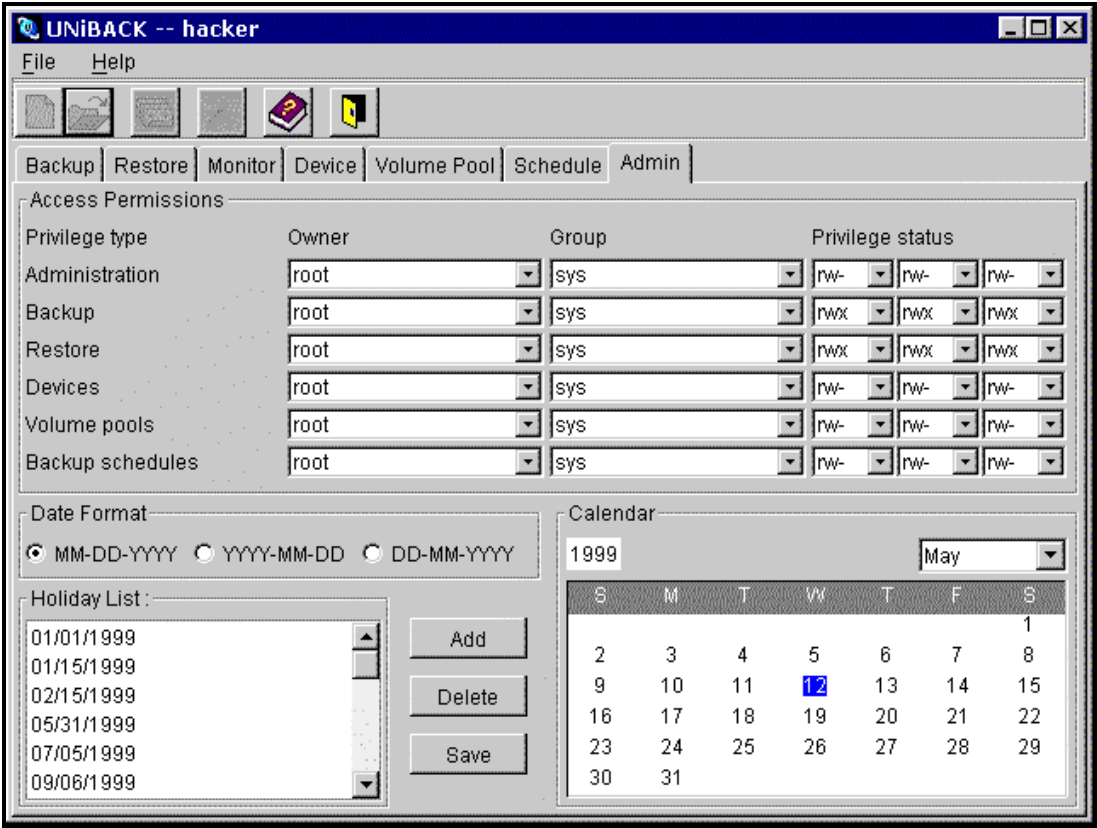 UNiBACK -- hacker
File Help
Backup Restore Monitor Device Volume Pool Schedule Admin
Access Permissions
Privilege type Owner Group Privilege status
Administration root sys rw- rw- rw-
Backup root sys rwx rwx rwx
Restore root sys rwx rwx rwx
Devices root sys rw- rw- rw-
Volume pools root sys rw- rw- rw-
Backup schedules root sys rw- rw- rw-
Date Format
MM-DD-YYYY YYYY-MM-DD DD-MM-YYYY
Holiday List :
01/01/1999
01/15/1999
02/15/1999
05/31/1999
07/05/1999
09/06/1999
Add
Delete
Save
Calendar
1999 May
S M T W T F S
1
2 3 4 5 6 7 8
9 10 11 12 13 14 15
16 17 18 19 20 21 22
23 24 25 26 27 28 29
30 31